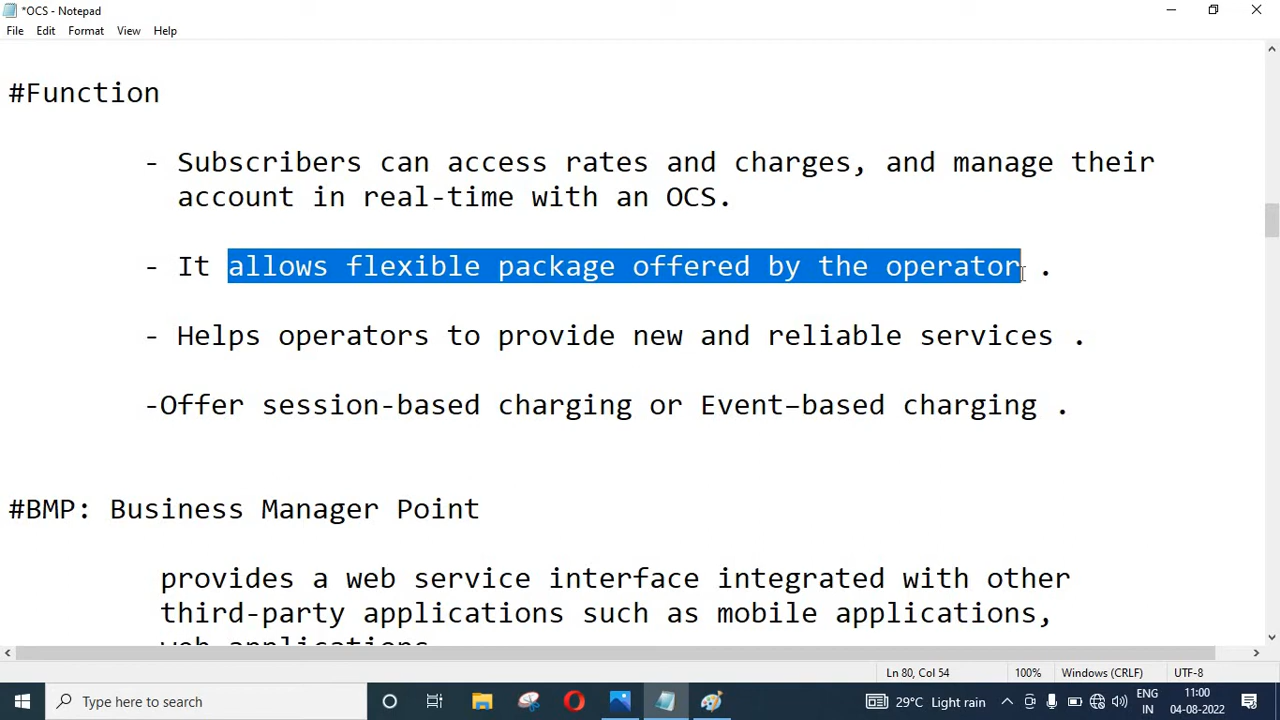 *OCS - Notepad
File Edit Format View Help
#Function
- Subscribers can access rates and charges, and manage their
account in real-time with an OCS.
- It allows flexible package offered by the operator .
- Helps operators to provide new and reliable services .
-Offer session-based charging or Event–based charging .
#BMP: Business Manager Point
provides a web service interface integrated with other
third-party applications such as mobile applications,
web applications
Ln 80, Col 54 100% Windows (CRLF) UTF-8
Type here to search 29°C Light rain ENG 11:00
IN 04-08-2022